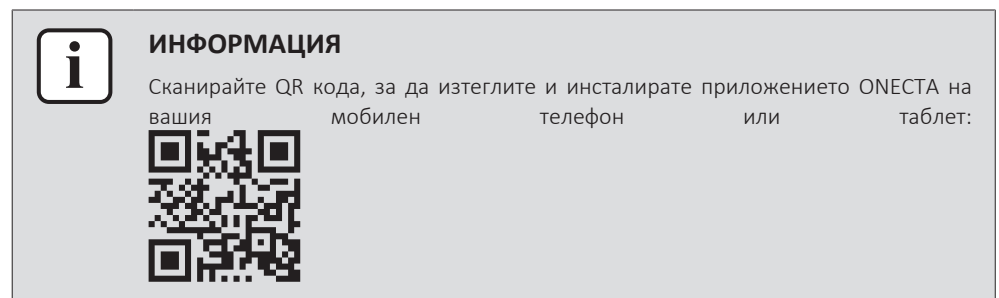 i
ИНФОРМАЦИЯ
Сканирайте QR кода, за да изтеглите и инсталирате приложението ONECTA на
вашия мобилен телефон или таблет: